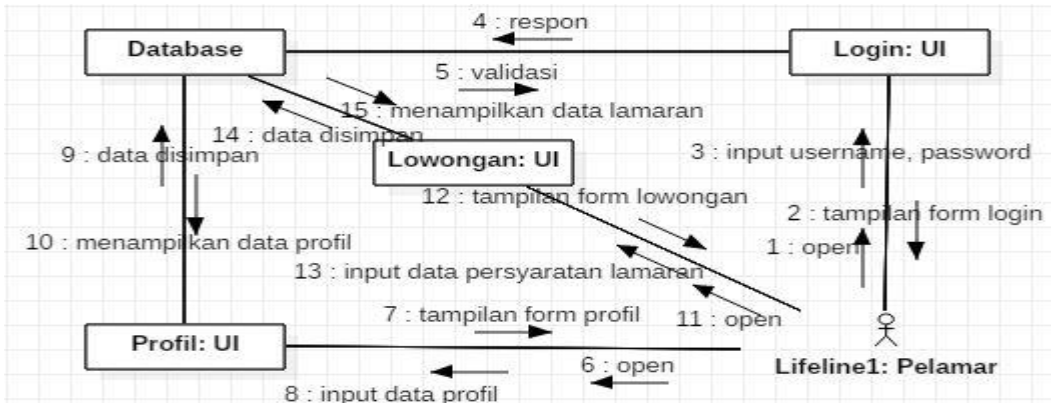 4 : respon
Database
Login: UI
5 : validasi
15 : menampilkan data lamaran
14 : data disimpan
9 : data disimpan
Lowongan: UI
3 : input username, password
12 : tampilan form lowongan
2 : tampilan form login
10 : menampilkan data profil
1 : open
13 : input data persyaratan lamaran
7 : tampilan form profil
11 : open
Profil: UI
6 : open
Lifeline1: Pelamar
8 : input data profil